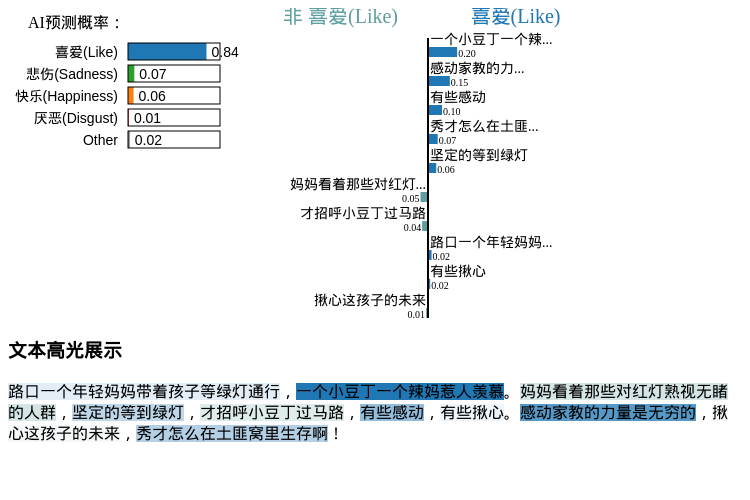 AI预测概率：
喜爱(Like) 0.84
悲伤(Sadness) 0.07
快乐(Happiness) 0.06
厌恶(Disgust) 0.01
Other 0.02
非 喜爱(Like) 喜爱(Like)
一个小豆丁一个辣...
0.20
感动家教的力...
0.15
有些感动
0.10
秀才怎么在土匪...
0.07
坚定的等到绿灯
0.06
妈妈看着那些对红灯...
0.05
才招呼小豆丁过马路
0.04
路口一个年轻妈妈...
0.02
有些揪心
0.02
揪心这孩子的未来
0.01
文本高光展示
路口一个年轻妈妈带着孩子等绿灯通行，一个小豆丁一个辣妈惹人羡慕。妈妈看着那些对红灯熟视无睹
的人群，坚定的等到绿灯，才招呼小豆丁过马路，有些感动，有些揪心。感动家教的力量是无穷的，揪
心这孩子的未来，秀才怎么在土匪窝里生存啊！